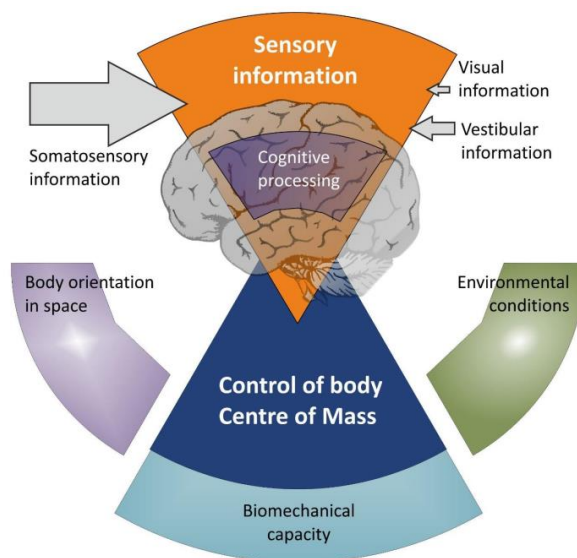 Sensory
information
Visual
information
Vestibular
information
Somatosensory
information
Cognitive
processing
Body orientation
in space
Environmental
conditions
Control of body
Centre of Mass
Biomechanical
capacity